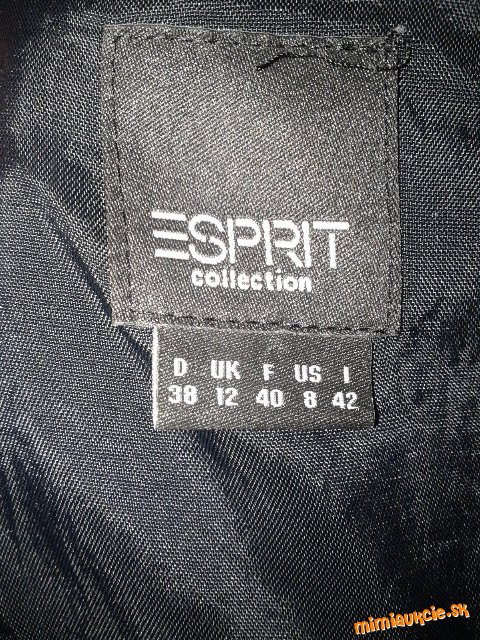 ESPRIT
collection
D UK F US I
38 12 40 8 42
mimiaukcie.sk